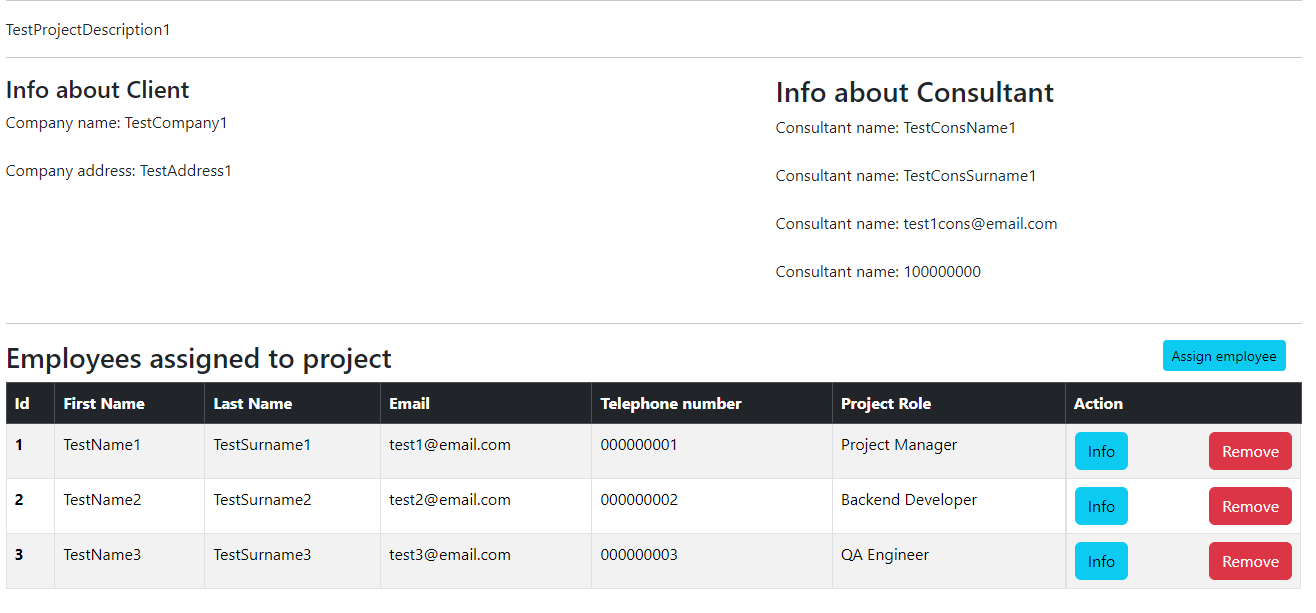 TestProjectDescription1
Info about Client
Company name: TestCompany1
Company address: TestAddress1
Info about Consultant
Consultant name: TestConsName1
Consultant name: TestConsSurname1
Consultant name: test1cons@email.com
Consultant name: 100000000
Employees assigned to project
Assign employee
Id First Name Last Name Email Telephone number Project Role Action
1 TestName1 TestSurname1 test1@email.com 000000001 Project Manager Info Remove
2 TestName2 TestSurname2 test2@email.com 000000002 Backend Developer Info Remove
3 TestName3 TestSurname3 test3@email.com 000000003 QA Engineer Info Remove